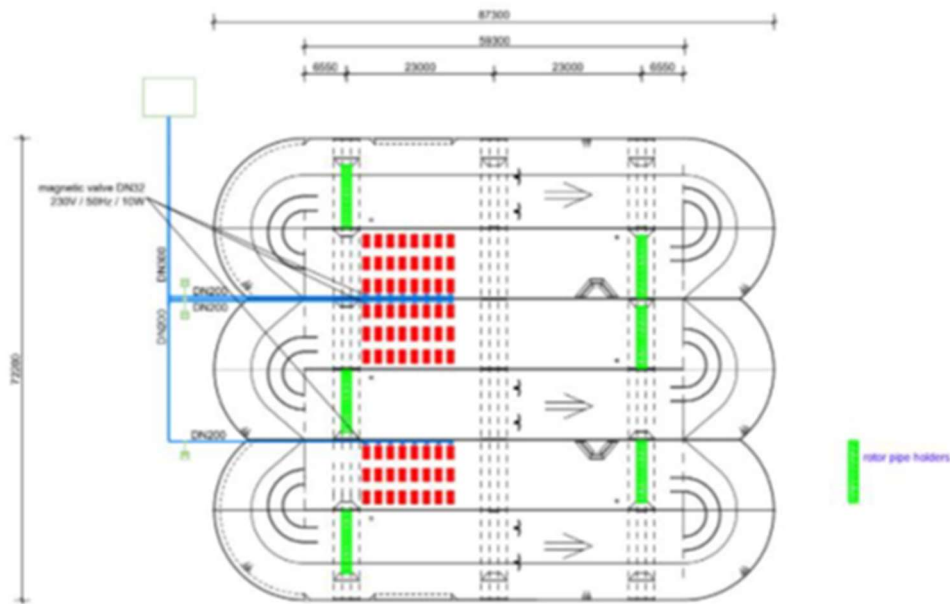 87300
59300
6550
23000
23000
6550
magnetic valve DN32
230V / 50Hz / 10W
DN300
DN200
DN200
DN200
72280
DN200
rotor pipe holders